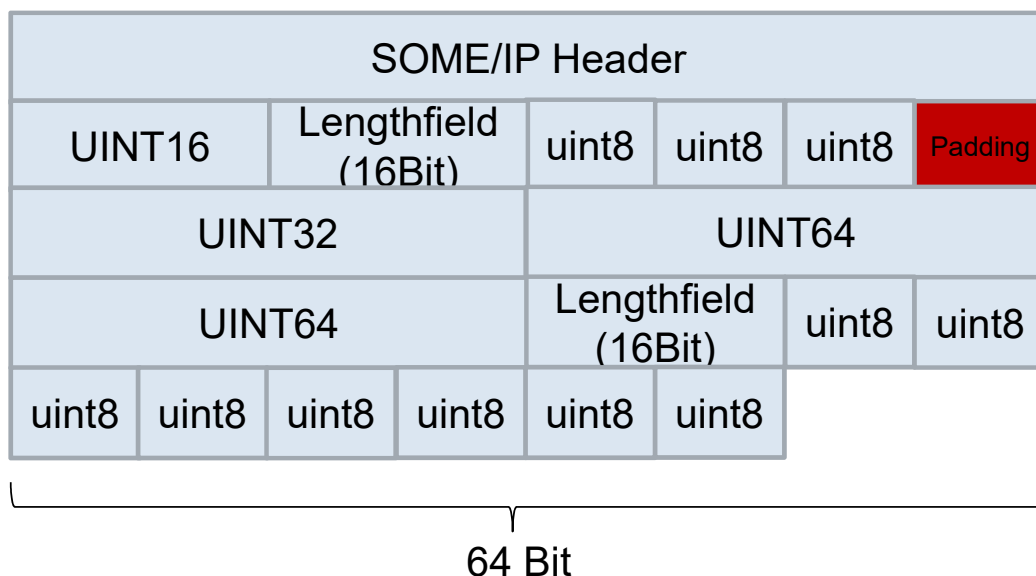 SOME/IP Header
UINT16 Lengthfield (16Bit) uint8 uint8 uint8 Padding
UINT32 UINT64
UINT64 Lengthfield (16Bit) uint8 uint8
uint8 uint8 uint8 uint8 uint8 uint8
64 Bit